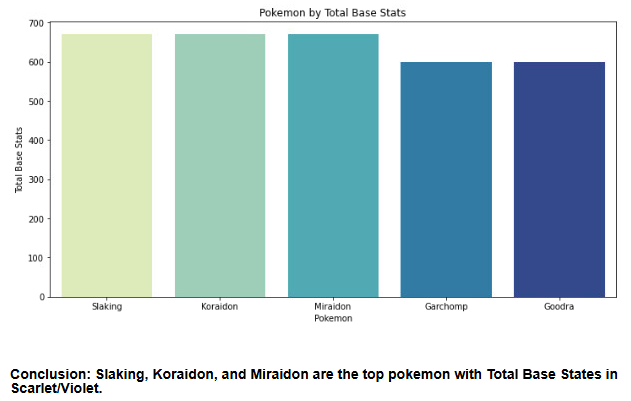 Pokemon by Total Base Stats
700
600
500
400
300
200
100
0
Total Base Stats
Slaking Koraidon Miraidon Garchomp Goodra
Pokemon
Conclusion: Slaking, Koraidon, and Miraidon are the top pokemon with Total Base States in
Scarlet/Violet.